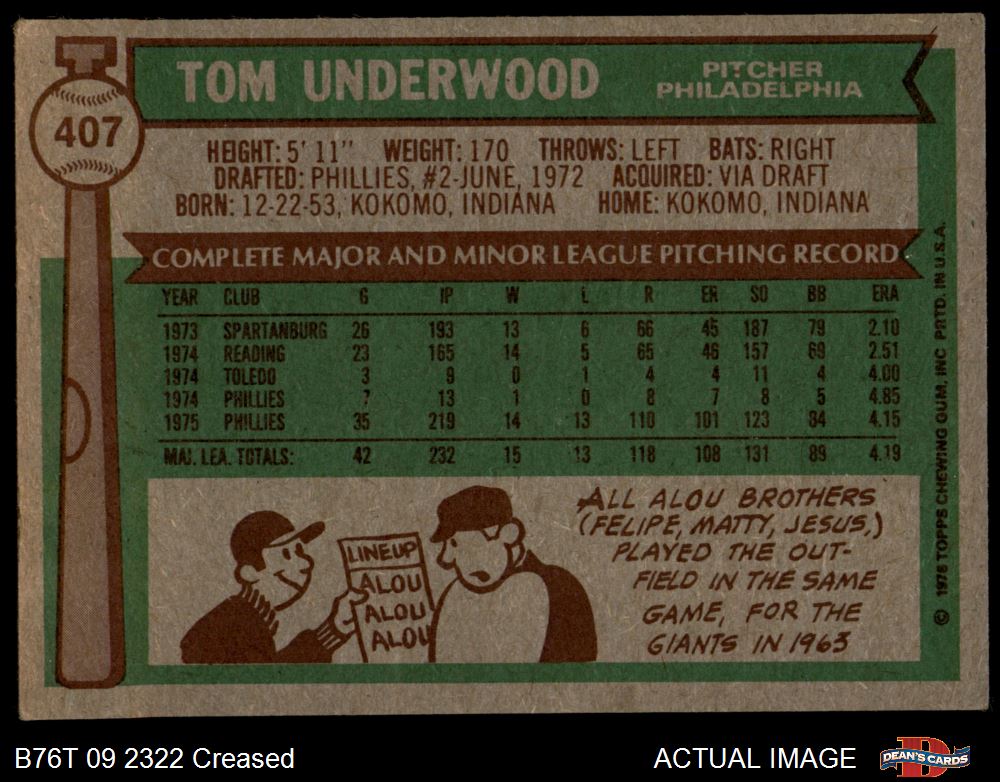 407
TOM UNDERWOOD
PITCHER
PHILADELPHIA
HEIGHT: 5' 11" WEIGHT: 170 THROWS: LEFT BATS: RIGHT
DRAFTED: PHILLIES, #2-JUNE, 1972 ACQUIRED: VIA DRAFT
BORN: 12-22-53, KOKOMO, INDIANA HOME: KOKOMO, INDIANA
COMPLETE MAJOR AND MINOR LEAGUE PITCHING RECORD
YEAR CLUB G IP W L R ER SO BB ERA
1973 SPARTANBURG 26 193 13 6 66 45 187 79 2.10
1974 READING 23 165 14 5 65 46 157 69 2.51
1974 TOLEDO 3 9 0 1 4 4 11 4 4.00
1974 PHILLIES 7 13 1 0 8 7 8 5 4.85
1975 PHILLIES 35 219 14 13 110 101 123 84 4.15
MAJ. LEA. TOTALS: 42 232 15 13 118 108 131 89 4.19
LINEUP
ALOU
ALOU
ALOU
ALL ALOU BROTHERS
(FELIPE, MATTY, JESUS,)
PLAYED THE OUT-
FIELD IN THE SAME
GAME, FOR THE
GIANTS IN 1963
© 1976 TOPPS CHEWING GUM, INC PRTD. IN U.S.A.
B76T 09 2322 Creased
ACTUAL IMAGE
DEAN'S CARDS